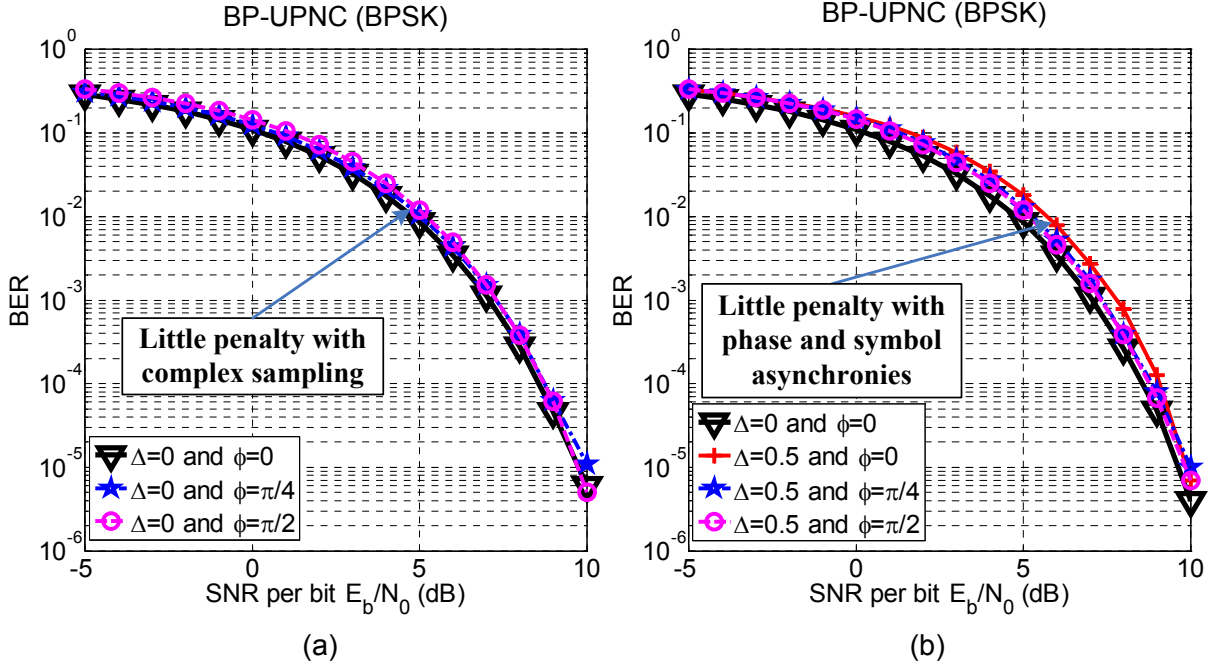 BP-UPNC (BPSK)
10^0
10^-1
10^-2
10^-3
10^-4
10^-5
10^-6
BER
Little penalty with
complex sampling
Δ=0 and ϕ=0
Δ=0 and ϕ=π/4
Δ=0 and ϕ=π/2
-5 0 5 10
SNR per bit E_b/N_0 (dB)
(a)
BP-UPNC (BPSK)
10^0
10^-1
10^-2
10^-3
10^-4
10^-5
10^-6
BER
Little penalty with
phase and symbol
asynchronies
Δ=0 and ϕ=0
Δ=0.5 and ϕ=0
Δ=0.5 and ϕ=π/4
Δ=0.5 and ϕ=π/2
-5 0 5 10
SNR per bit E_b/N_0 (dB)
(b)